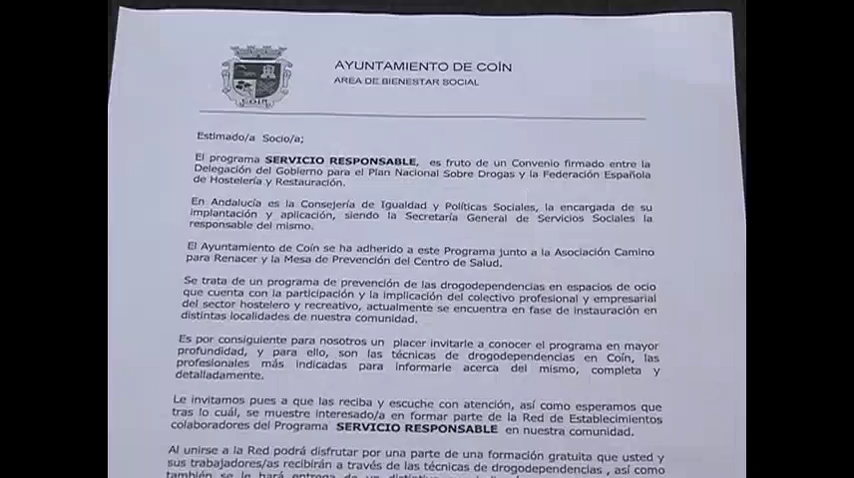 COÍN
AYUNTAMIENTO DE COÍN
AREA DE BIENESTAR SOCIAL
Estimado/a Socio/a;
El programa SERVICIO RESPONSABLE, es fruto de un Convenio firmado entre la
Delegación del Gobierno para el Plan Nacional Sobre Drogas y la Federación Española
de Hostelería y Restauración.
En Andalucía es la Consejería de Igualdad y Políticas Sociales, la encargada de su
implantación y aplicación, siendo la Secretaría General de Servicios Sociales la
responsable del mismo.
El Ayuntamiento de Coín se ha adherido a este Programa junto a la Asociación Camino
para Renacer y la Mesa de Prevención del Centro de Salud.
Se trata de un programa de prevención de las drogodependencias en espacios de ocio
que cuenta con la participación y la implicación del colectivo profesional y empresarial
del sector hostelero y recreativo, actualmente se encuentra en fase de instauración en
distintas localidades de nuestra comunidad.
Es por consiguiente para nosotros un placer invitarle a conocer el programa en mayor
profundidad, y para ello, son las técnicas de drogodependencias en Coín, las
profesionales más indicadas para informarle acerca del mismo, completa y
detalladamente.
Le invitamos pues a que las reciba y escuche con atención, así como esperamos que
tras lo cuál, se muestre interesado/a en formar parte de la Red de Establecimientos
colaboradores del Programa SERVICIO RESPONSABLE en nuestra comunidad.
Al unirse a la Red podrá disfrutar por una parte de una formación gratuita que usted y
sus trabajadores/as recibirán a través de las técnicas de drogodependencias , así como
también se le hará entrega de un distintivo